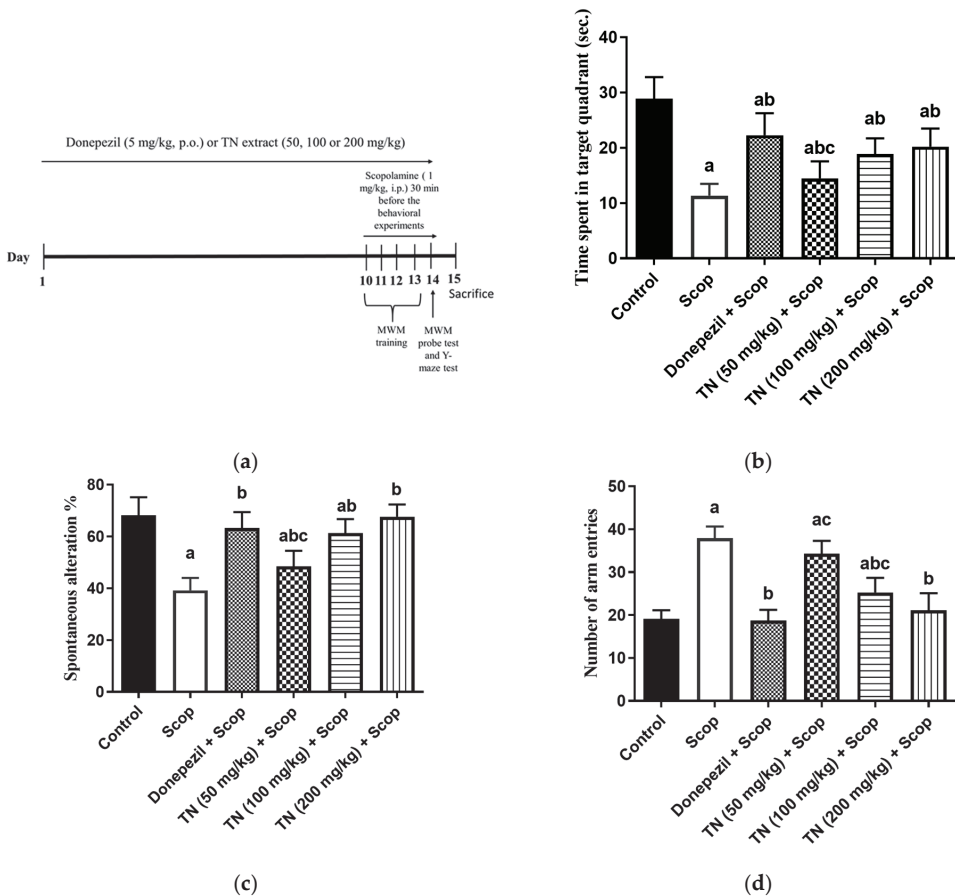 Donepezil (5 mg/kg, p.o.) or TN extract (50, 100 or 200 mg/kg)
Scopolamine ( 1
mg/kg, i.p.) 30 min
before the
behavioral
experiments
Day
1
10 11 12 13 14 15
Sacrifice
MWM
training
MWM
probe test
and Y-
maze test
(a)
Time spent in target quadrant (sec.)
40
30
20
10
0
a
ab
abc
ab
ab
Control
Scop
Donepezil + Scop
TN (50 mg/kg) + Scop
TN (100 mg/kg) + Scop
TN (200 mg/kg) + Scop
(b)
Spontaneous alteration %
80
60
40
20
0
a
b
abc
ab
b
Control
Scop
Donepezil + Scop
TN (50 mg/kg) + Scop
TN (100 mg/kg) + Scop
TN (200 mg/kg) + Scop
(c)
Number of arm entries
50
40
30
20
10
0
a
b
ac
abc
b
Control
Scop
Donepezil + Scop
TN (50 mg/kg) + Scop
TN (100 mg/kg) + Scop
TN (200 mg/kg) + Scop
(d)